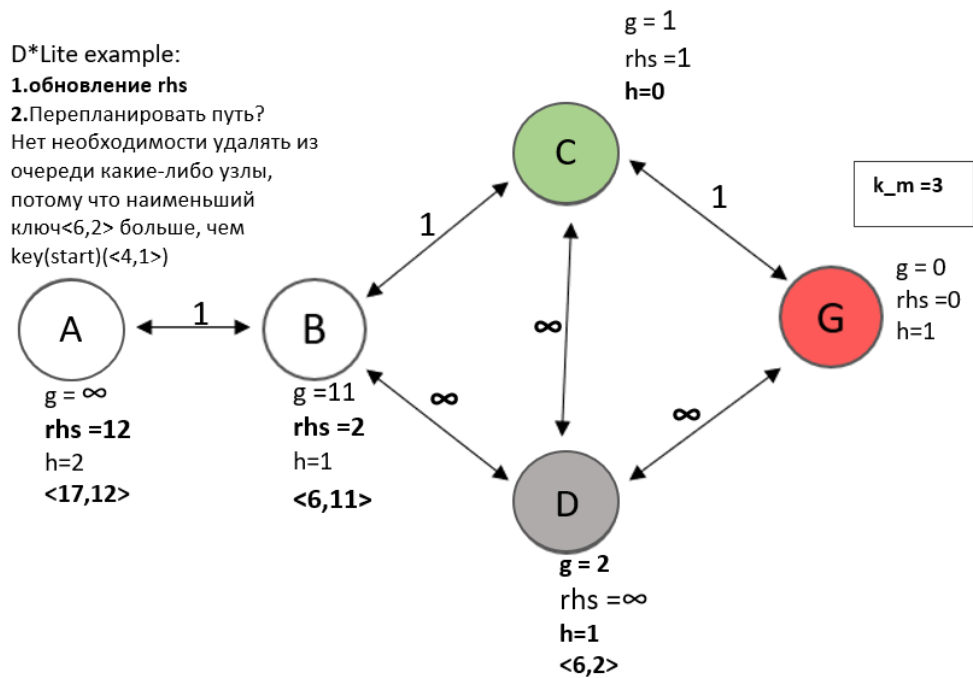 D*Lite example:
1.обновление rhs
2.Перепланировать путь?
Нет необходимости удалять из
очереди какие-либо узлы,
потому что наименьший
ключ<6,2> больше, чем
key(start)(<4,1>)
g = 1
rhs =1
h=0
C
k_m =3
1
1
g = 0
rhs =0
h=1
A
1
B
∞
G
g = ∞
rhs =12
h=2
<17,12>
g =11
rhs =2
h=1
<6,11>
∞
∞
D
g = 2
rhs =∞
h=1
<6,2>